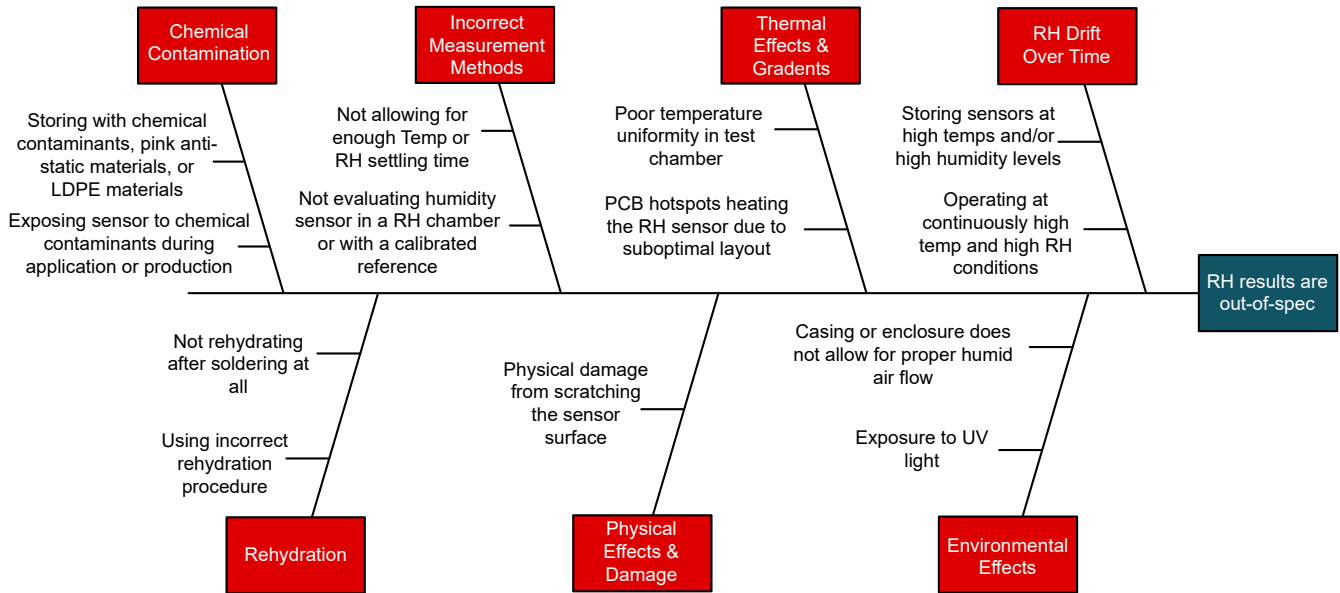 Chemical
Contamination
Incorrect
Measurement
Methods
Thermal
Effects &
Gradents
RH Drift
Over Time
Storing with chemical
contaminants, pink anti-
static materials, or
LDPE materials
Exposing sensor to chemical
contaminants during
application or production
Not allowing for
enough Temp or
RH settling time
Not evaluating humidity
sensor in a RH chamber
or with a calibrated
reference
Poor temperature
uniformity in test
chamber
PCB hotspots heating
the RH sensor due to
suboptimal layout
Storing sensors at
high temps and/or
high humidity levels
Operating at
continuously high
temp and high RH
conditions
RH results are
out-of-spec
Not rehydrating
after soldering at
all
Using incorrect
rehydration
procedure
Physical damage
from scratching
the sensor
surface
Casing or enclosure does
not allow for proper humid
air flow
Exposure to UV
light
Rehydration
Physical
Effects &
Damage
Environmental
Effects